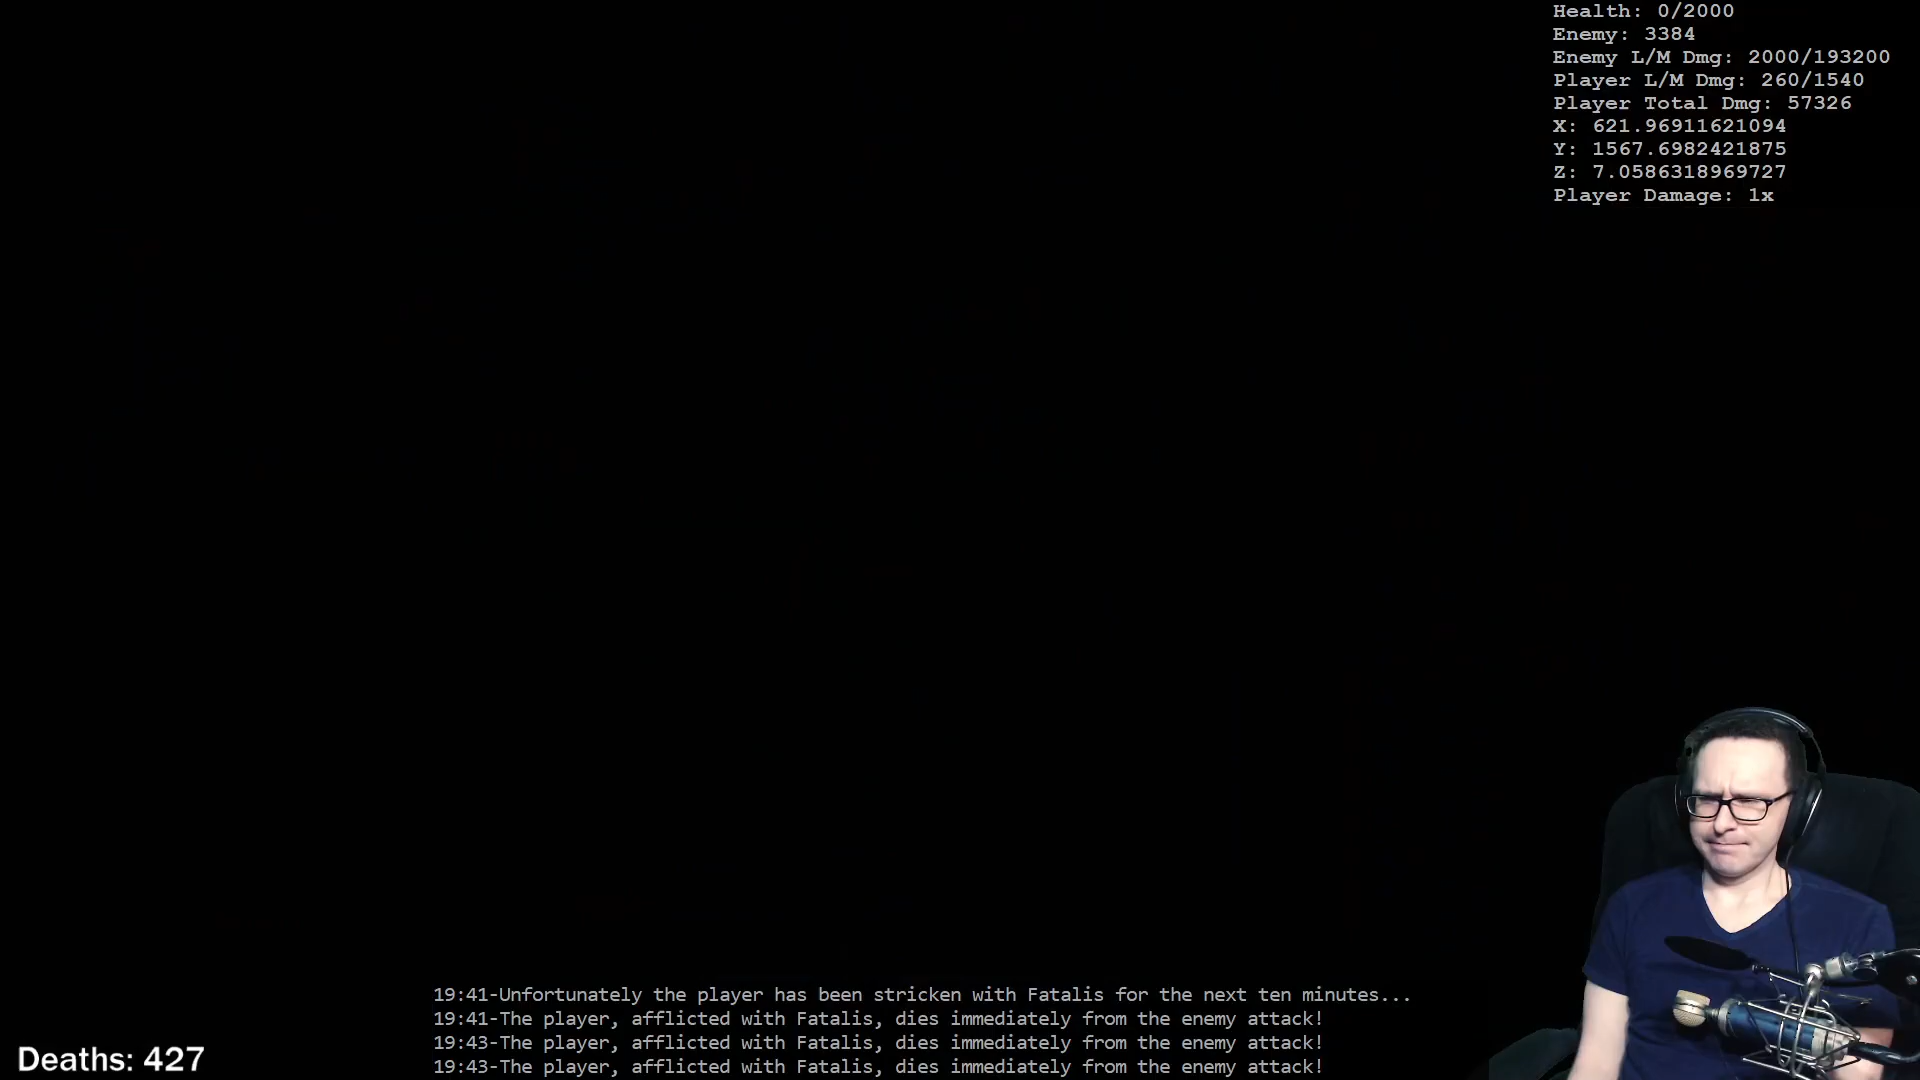 Health: 0/2000
Enemy: 3384
Enemy L/M Dmg: 2000/193200
Player L/M Dmg: 260/1540
Player Total Dmg: 57326
X: 621.96911621094
Y: 1567.6982421875
Z: 7.0586318969727
Player Damage: 1x
19:41-Unfortunately the player has been stricken with Fatalis for the next ten minutes...
19:41-The player, afflicted with Fatalis, dies immediately from the enemy attack!
19:43-The player, afflicted with Fatalis, dies immediately from the enemy attack!
19:43-The player, afflicted with Fatalis, dies immediately from the enemy attack!
Deaths: 427